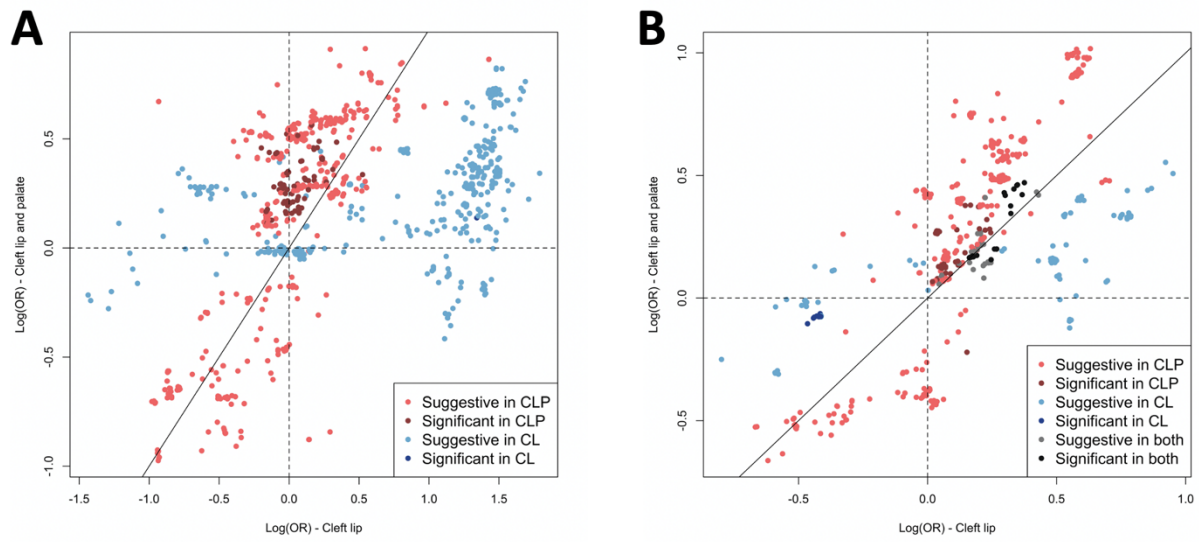 A
B
Log(OR) - Cleft lip and palate
0.5
0.0
-0.5
-1.0
-1.5
-1.0
-0.5
0.0
0.5
1.0
1.5
Log(OR) - Cleft lip
Suggestive in CLP
Significant in CLP
Suggestive in CL
Significant in CL
Log(OR) - Cleft lip and palate
1.0
0.5
0.0
-0.5
-0.5
0.0
0.5
1.0
Log(OR) - Cleft lip
Suggestive in CLP
Significant in CLP
Suggestive in CL
Significant in CL
Suggestive in both
Significant in both